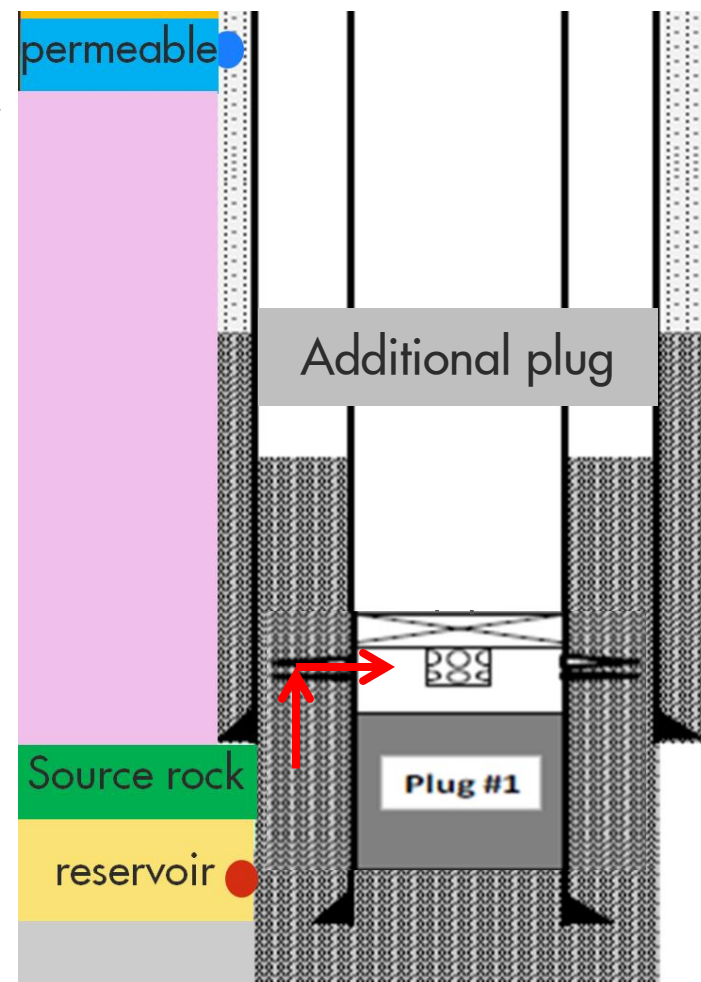 permeable
Additional plug
Source rock
Plug #1
reservoir